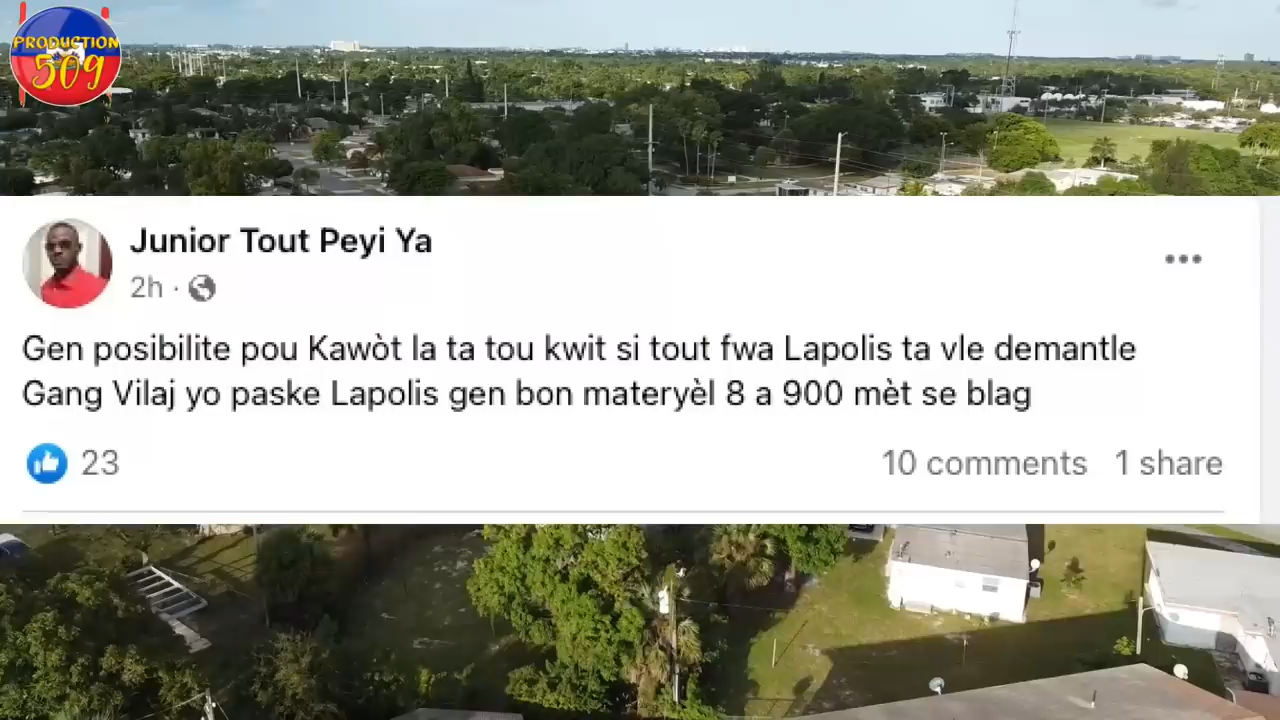 PRODUCTION
509
Junior Tout Peyi Ya
2h ·
Gen posibilite pou Kawòt la ta tou kwit si tout fwa Lapolis ta vle demantle
Gang Vilaj yo paske Lapolis gen bon materyèl 8 a 900 mèt se blag
23
10 comments 1 share